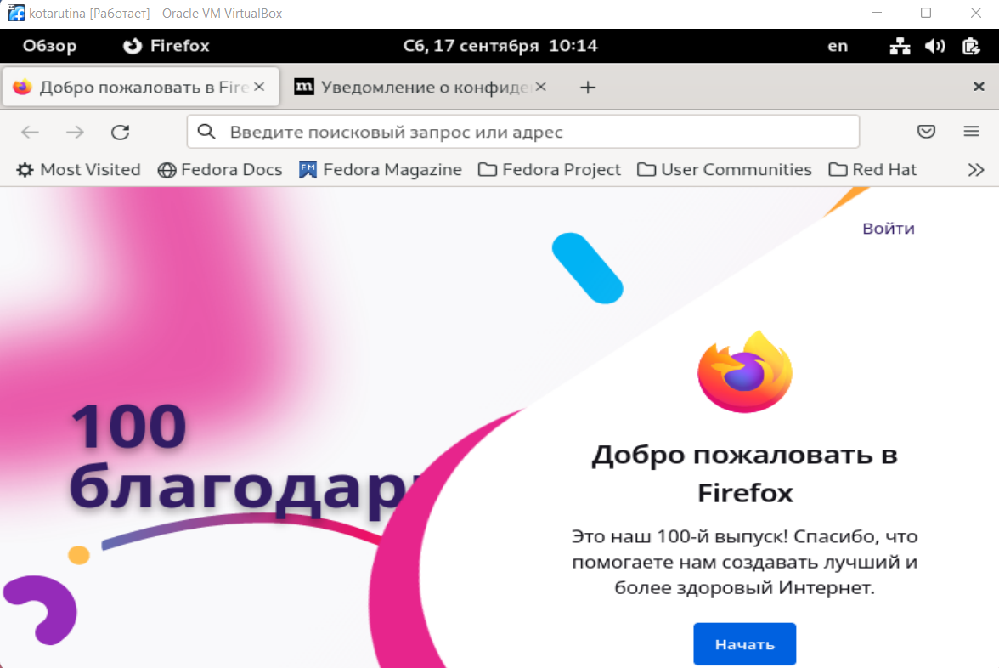 kotarutina [Работает] - Oracle VM VirtualBox
Обзор Firefox Сб, 17 сентября 10:14 en
Добро пожаловать в Fire Уведомление о конфиде
Введите поисковый запрос или адрес
Most Visited Fedora Docs FM Fedora Magazine Fedora Project User Communities Red Hat
Войти
100
благодар
Добро пожаловать в
Firefox
Это наш 100-й выпуск! Спасибо, что
помогаете нам создавать лучший и
более здоровый Интернет.
Начать